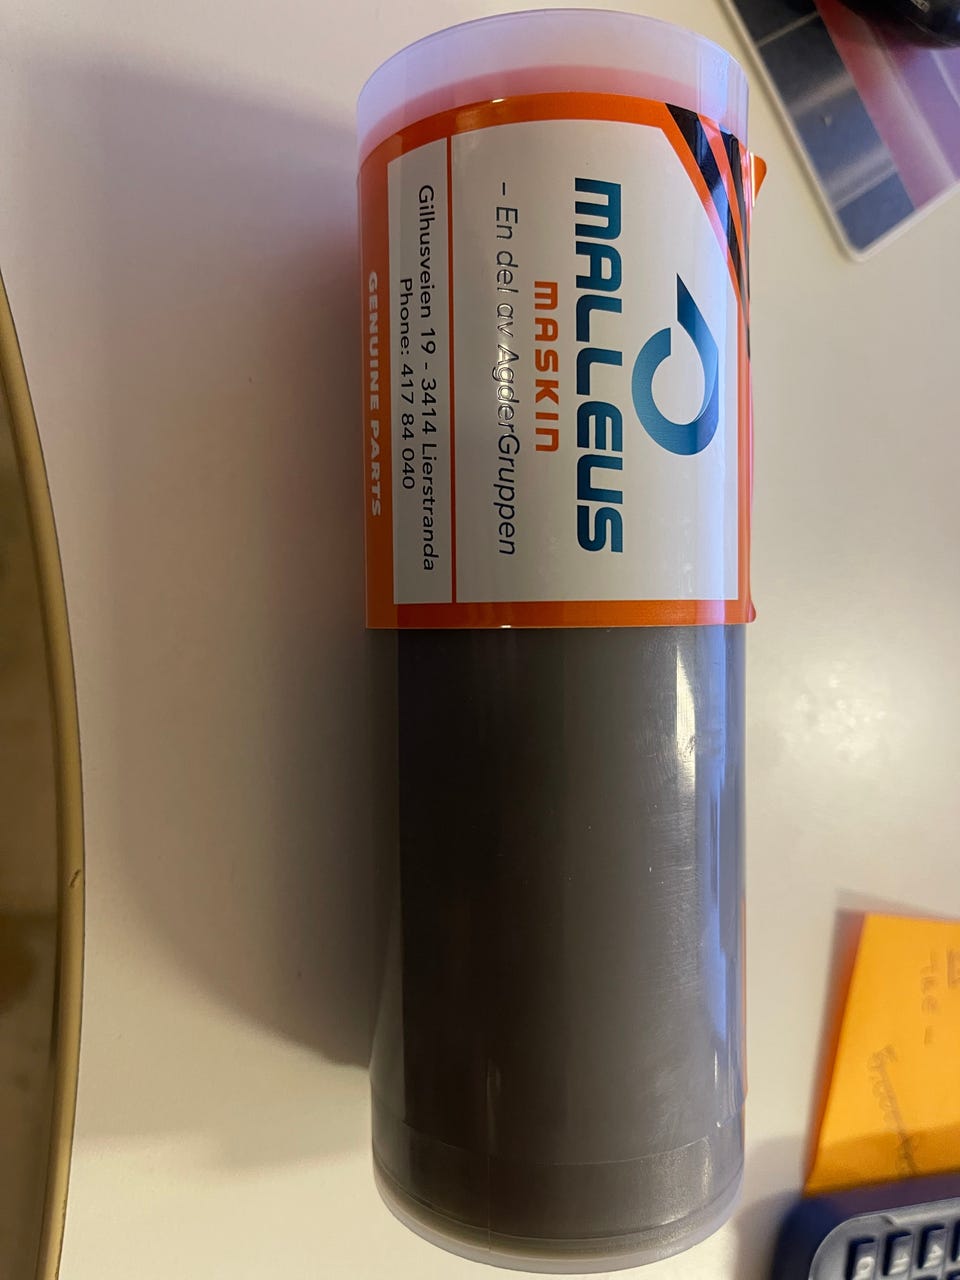 MALLEUS
MASKIN
- En del av AgderGruppen
Gilhusveien 19 - 3414 Lierstranda
Phone: 417 84 040
GENUINE PARTS